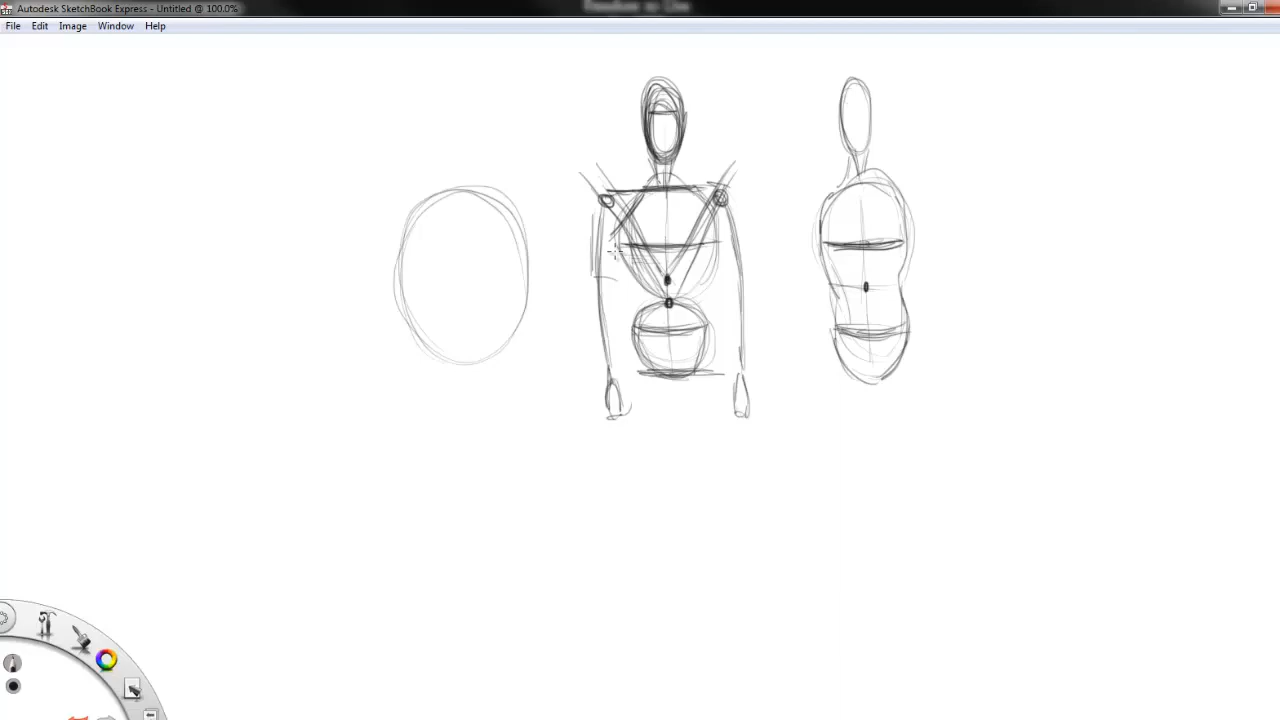 Autodesk SketchBook Express - Untitled @ 100.0%
File Edit Image Window Help